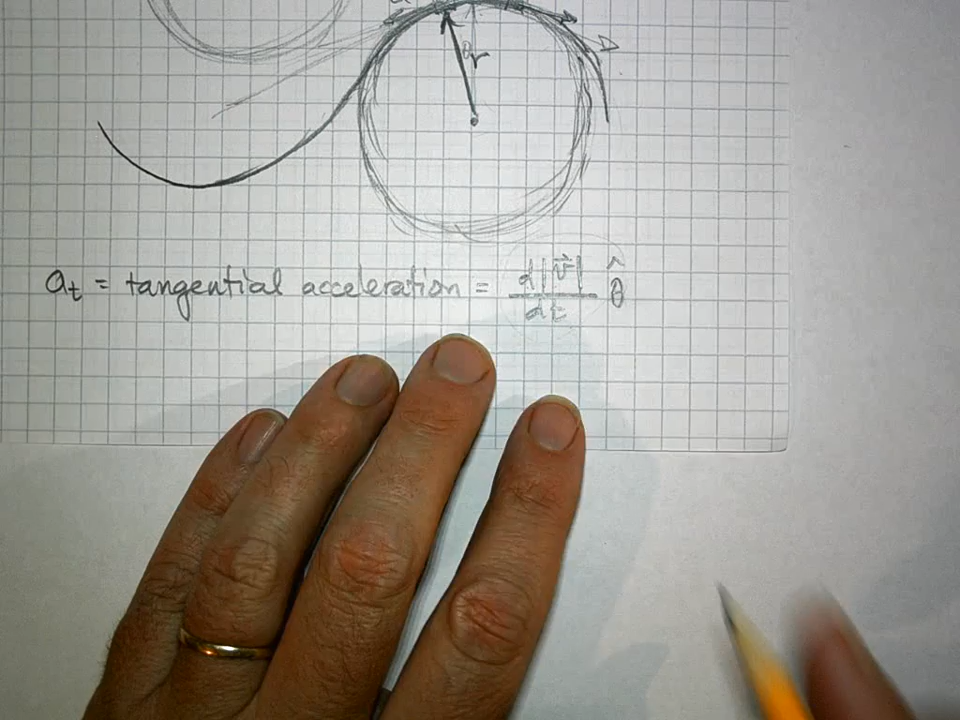 r
a_t = tangential acceleration = d|v⃗|/dt θ̂